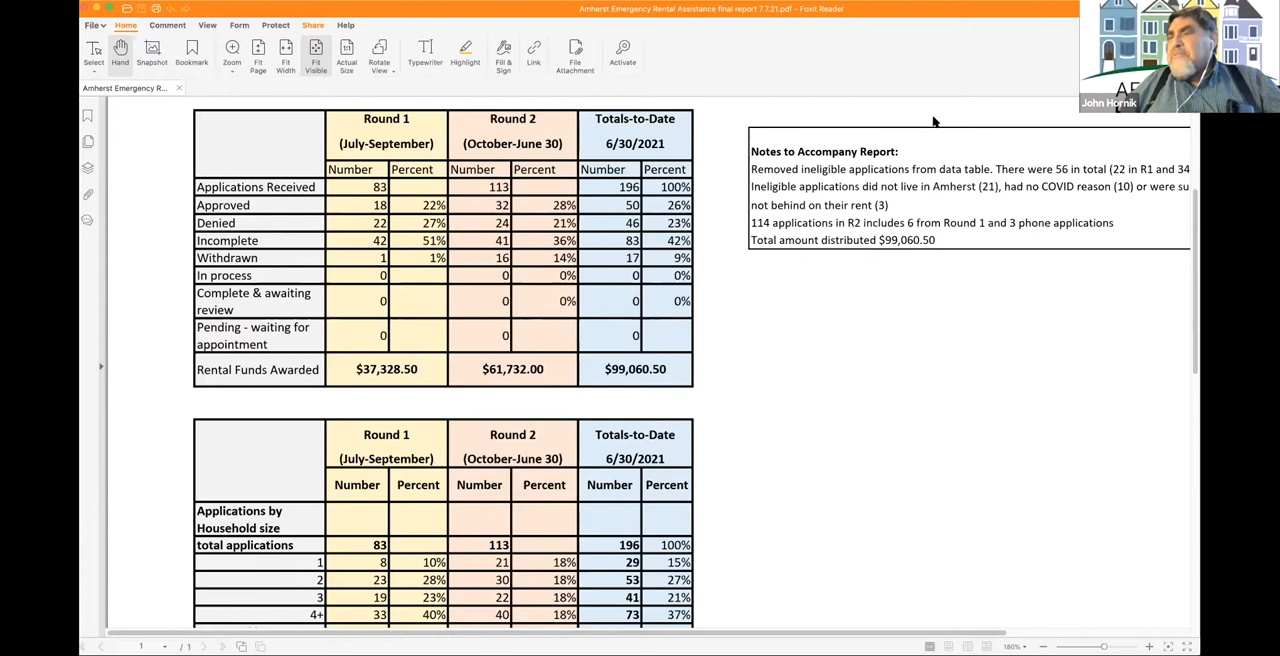 Amherst Emergency Rental Assistance final report 7.7.21.pdf - Foxit Reader
File Home Comment View Form Protect Share Help
Select Hand Snapshot Bookmark Zoom Fit Page Fit Width Fit Visible Actual Size Rotate View Typewriter Highlight Fill & Sign Link File Attachment Activate
Amherst Emergency R...
John Hornik
Round 1 Round 2 Totals-to-Date
(July-September) (October-June 30) 6/30/2021
Number Percent Number Percent Number Percent
Applications Received 83 113 196 100%
Approved 18 22% 32 28% 50 26%
Denied 22 27% 24 21% 46 23%
Incomplete 42 51% 41 36% 83 42%
Withdrawn 1 1% 16 14% 17 9%
In process 0 0 0% 0 0%
Complete & awaiting
review 0 0 0% 0 0%
Pending - waiting for
appointment 0 0 0
Rental Funds Awarded $37,328.50 $61,732.00 $99,060.50
Notes to Accompany Report:
Removed ineligible applications from data table. There were 56 in total (22 in R1 and 34
Ineligible applications did not live in Amherst (21), had no COVID reason (10) or were su
not behind on their rent (3)
114 applications in R2 includes 6 from Round 1 and 3 phone applications
Total amount distributed $99,060.50
Round 1 Round 2 Totals-to-Date
(July-September) (October-June 30) 6/30/2021
Number Percent Number Percent Number Percent
Applications by
Household size
total applications 83 113 196 100%
1 8 10% 21 18% 29 15%
2 23 28% 30 18% 53 27%
3 19 23% 22 18% 41 21%
4+ 33 40% 40 18% 73 37%
1 / 1
180%